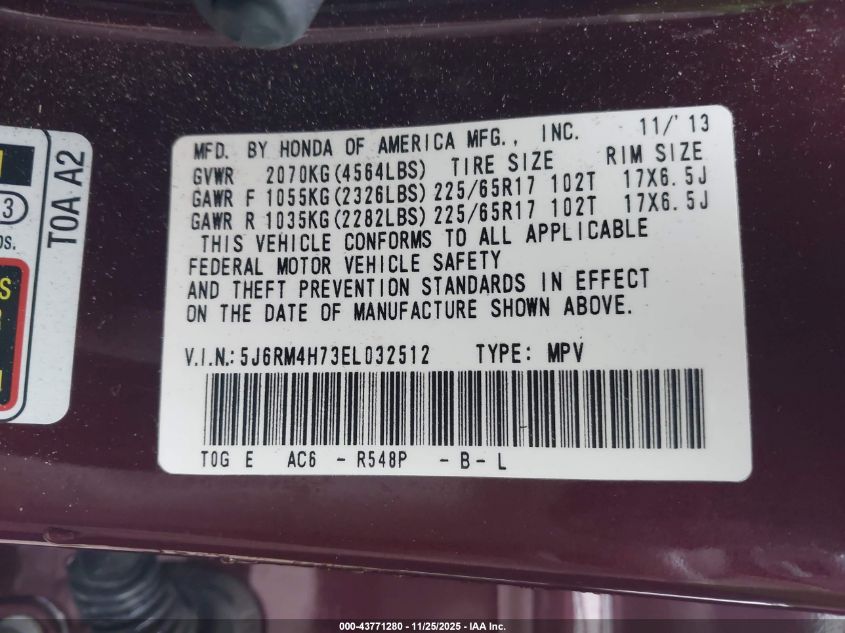 MFD. BY HONDA OF AMERICA MFG., INC. 11/'13
GVWR 2070KG(4564LBS) TIRE SIZE RIM SIZE
GAWR F 1055KG(2326LBS) 225/65R17 102T 17X6.5J
GAWR R 1035KG(2282LBS) 225/65R17 102T 17X6.5J
THIS VEHICLE CONFORMS TO ALL APPLICABLE
FEDERAL MOTOR VEHICLE SAFETY
AND THEFT PREVENTION STANDARDS IN EFFECT
ON THE DATE OF MANUFACTURE SHOWN ABOVE.
V.I.N.: 5J6RM4H73EL032512 TYPE: MPV
T0G E AC6 - R548P - B - L
T0A A2
3
000-43771280 - 11/25/2025 - IAA Inc.